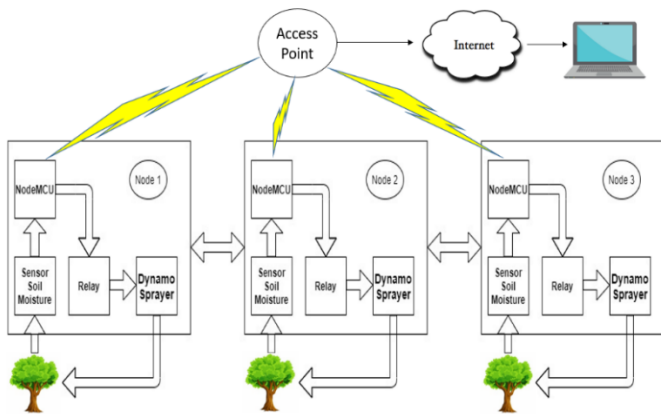 Access
Point
Internet
NodeMCU
Node 1
Sensor
Soil
Moisture
Relay
Dynamo
Sprayer
NodeMCU
Node 2
Sensor
Soil
Moisture
Relay
Dynamo
Sprayer
NodeMCU
Node 3
Sensor
Soil
Moisture
Relay
Dynamo
Sprayer